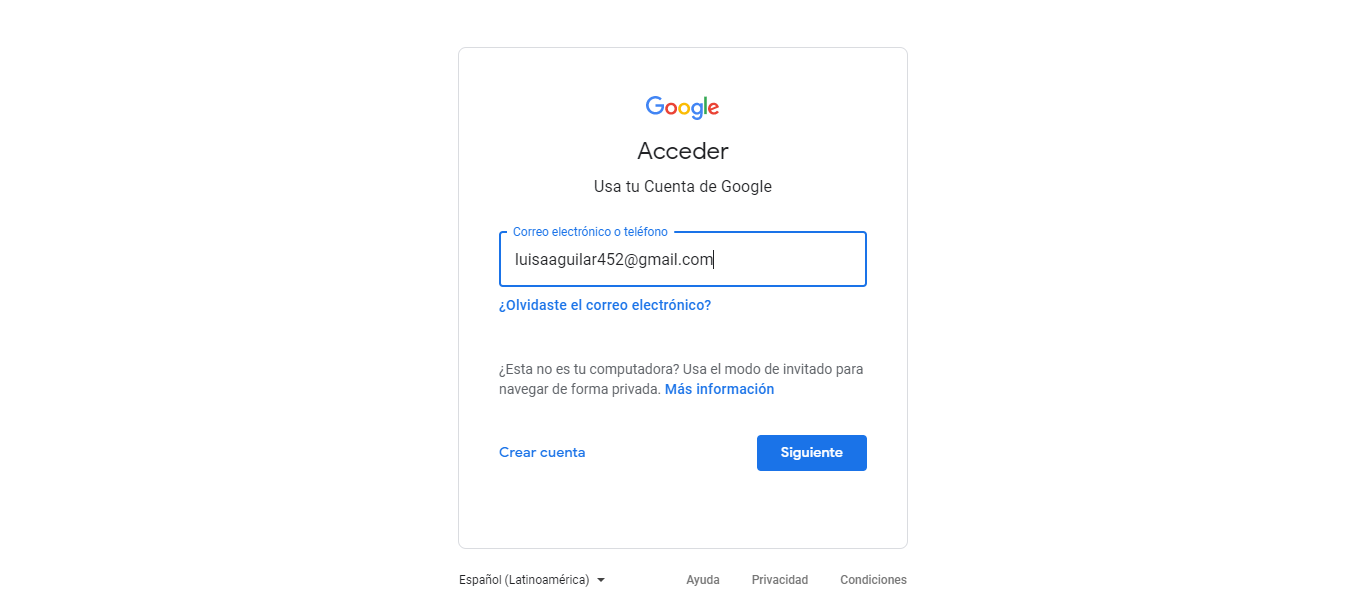 Google
Acceder
Usa tu Cuenta de Google
Correo electrónico o teléfono
luisaaguilar452@gmail.com
¿Olvidaste el correo electrónico?
¿Esta no es tu computadora? Usa el modo de invitado para
navegar de forma privada. Más información
Crear cuenta
Siguiente
Español (Latinoamérica)
Ayuda
Privacidad
Condiciones